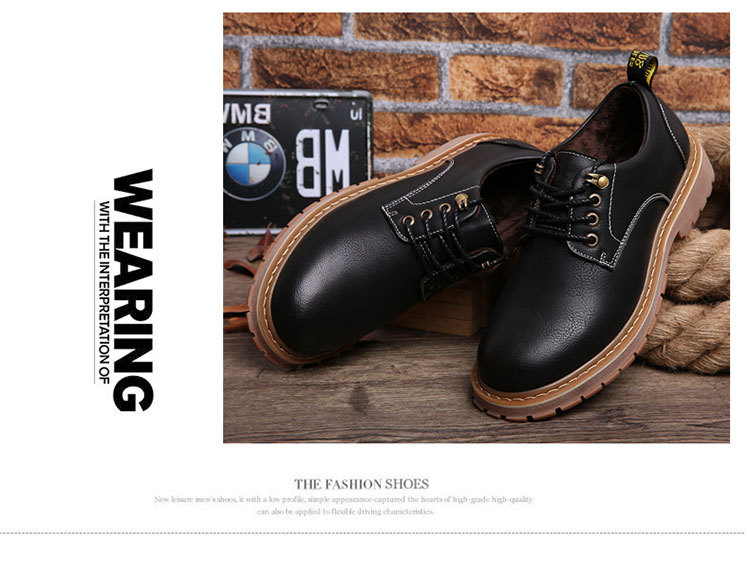 WEARING
WITH THE INTERPRETATION OF
BMW
BMW
MB
THE FASHION SHOES
New leisure men's shoes, it with a low profile, simple appearance captured the hearts of high-grade high-quality
can also be applied to flexible driving characteristics.